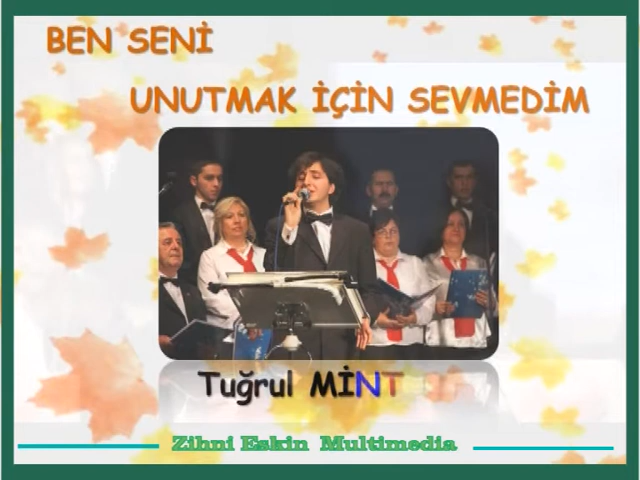 BEN SENİ
UNUTMAK İÇİN SEVMEDİM
Tuğrul MİNT
Zihni Eskin Multimedia